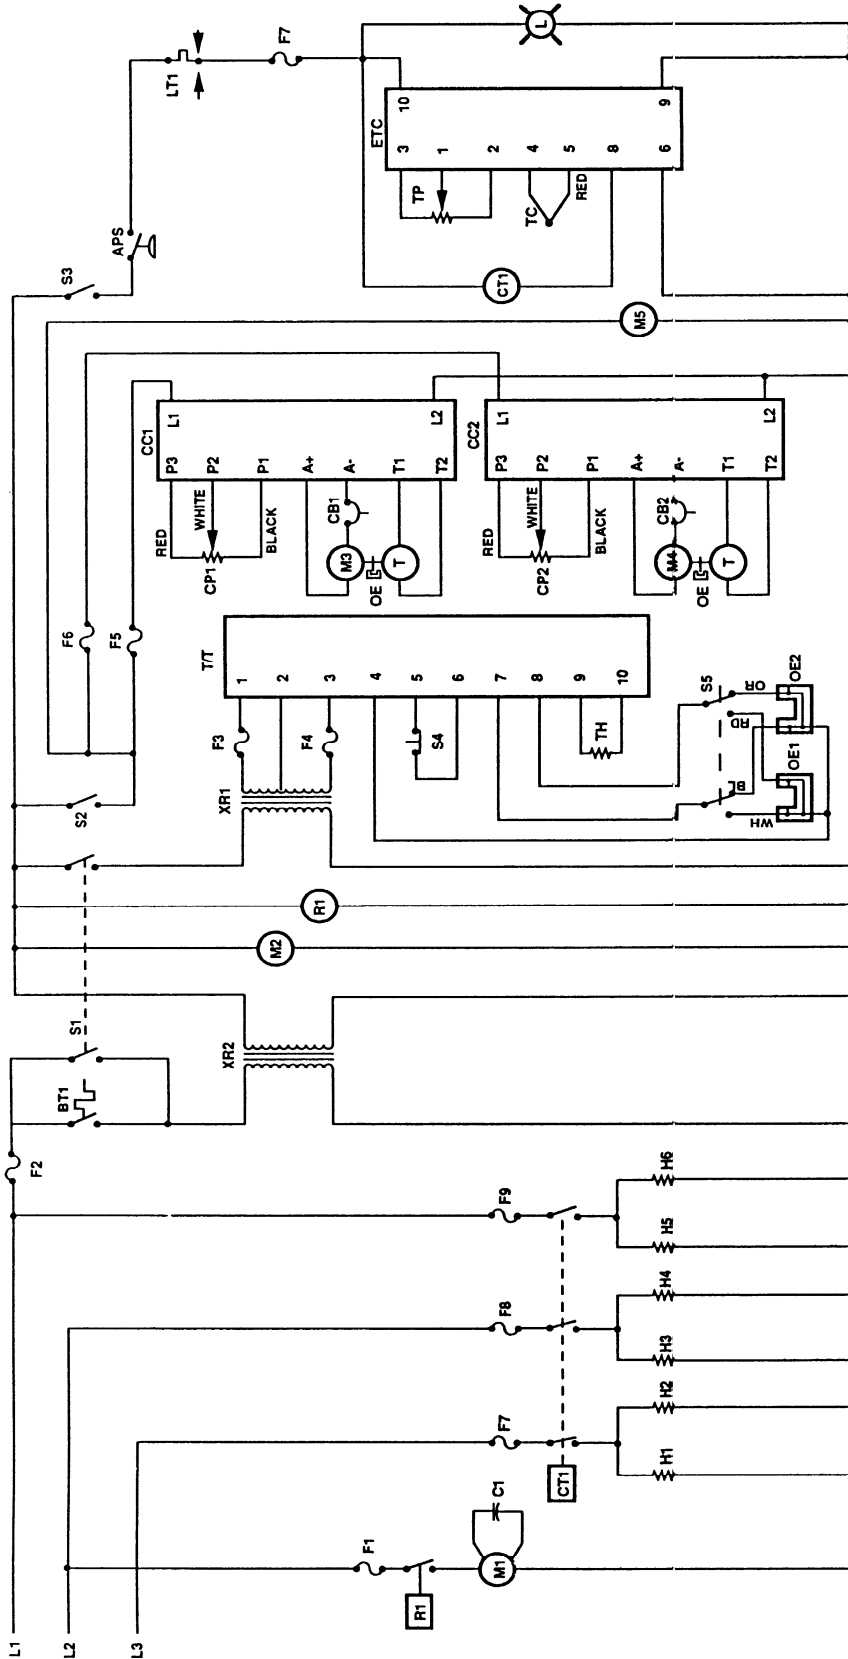 L1
L2
L3
F2
BT1
S1
S2
F6
F5
S3
APS
LT1
F7
L
ETC
10
9
3
1
2
4
5
8
6
TP
TC
RED
CT1
M5
CC1
L1
L2
P3
P2
P1
A+
A-
T1
T2
RED
WHITE
BLACK
CP1
CB1
M3
OE
T
CC2
L1
L2
P3
P2
P1
A+
A-
T1
T2
RED
WHITE
BLACK
CP2
CB2
M4
OE
T
T/T
1
2
3
4
5
6
7
8
9
10
F3
F4
S4
TH
XR1
S5
OR
RD
BL
WH
OE2
OE1
R1
M2
XR2
F9
F8
F7
CT1
H6
H5
H4
H3
H2
H1
F1
R1
M1
C1